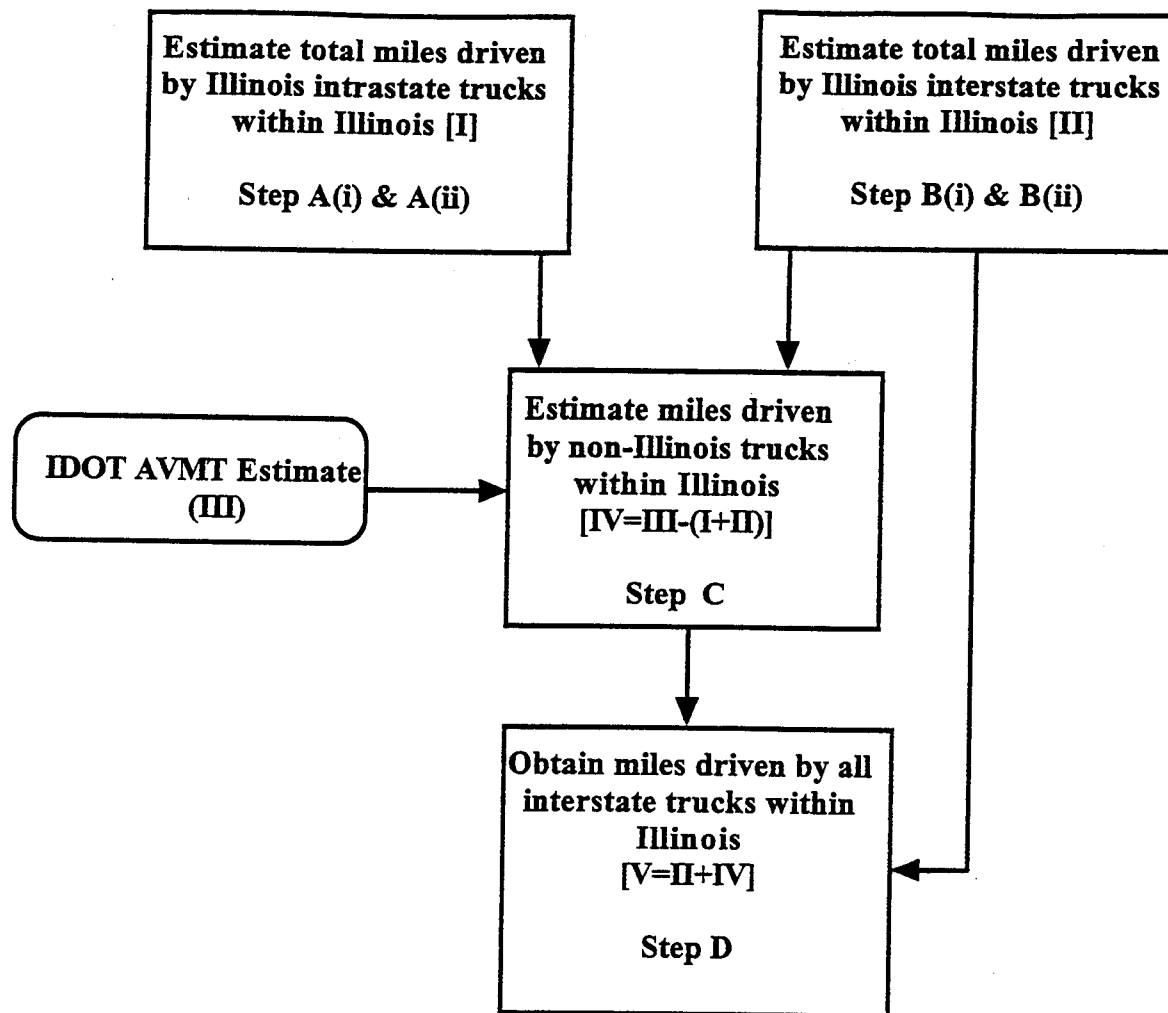 Estimate total miles driven
by Illinois intrastate trucks
within Illinois [I]
Step A(i) & A(ii)
Estimate total miles driven
by Illinois interstate trucks
within Illinois [II]
Step B(i) & B(ii)
IDOT AVMT Estimate
(III)
Estimate miles driven
by non-Illinois trucks
within Illinois
[IV=III-(I+II)]
Step C
Obtain miles driven by all
interstate trucks within
Illinois
[V=II+IV]
Step D